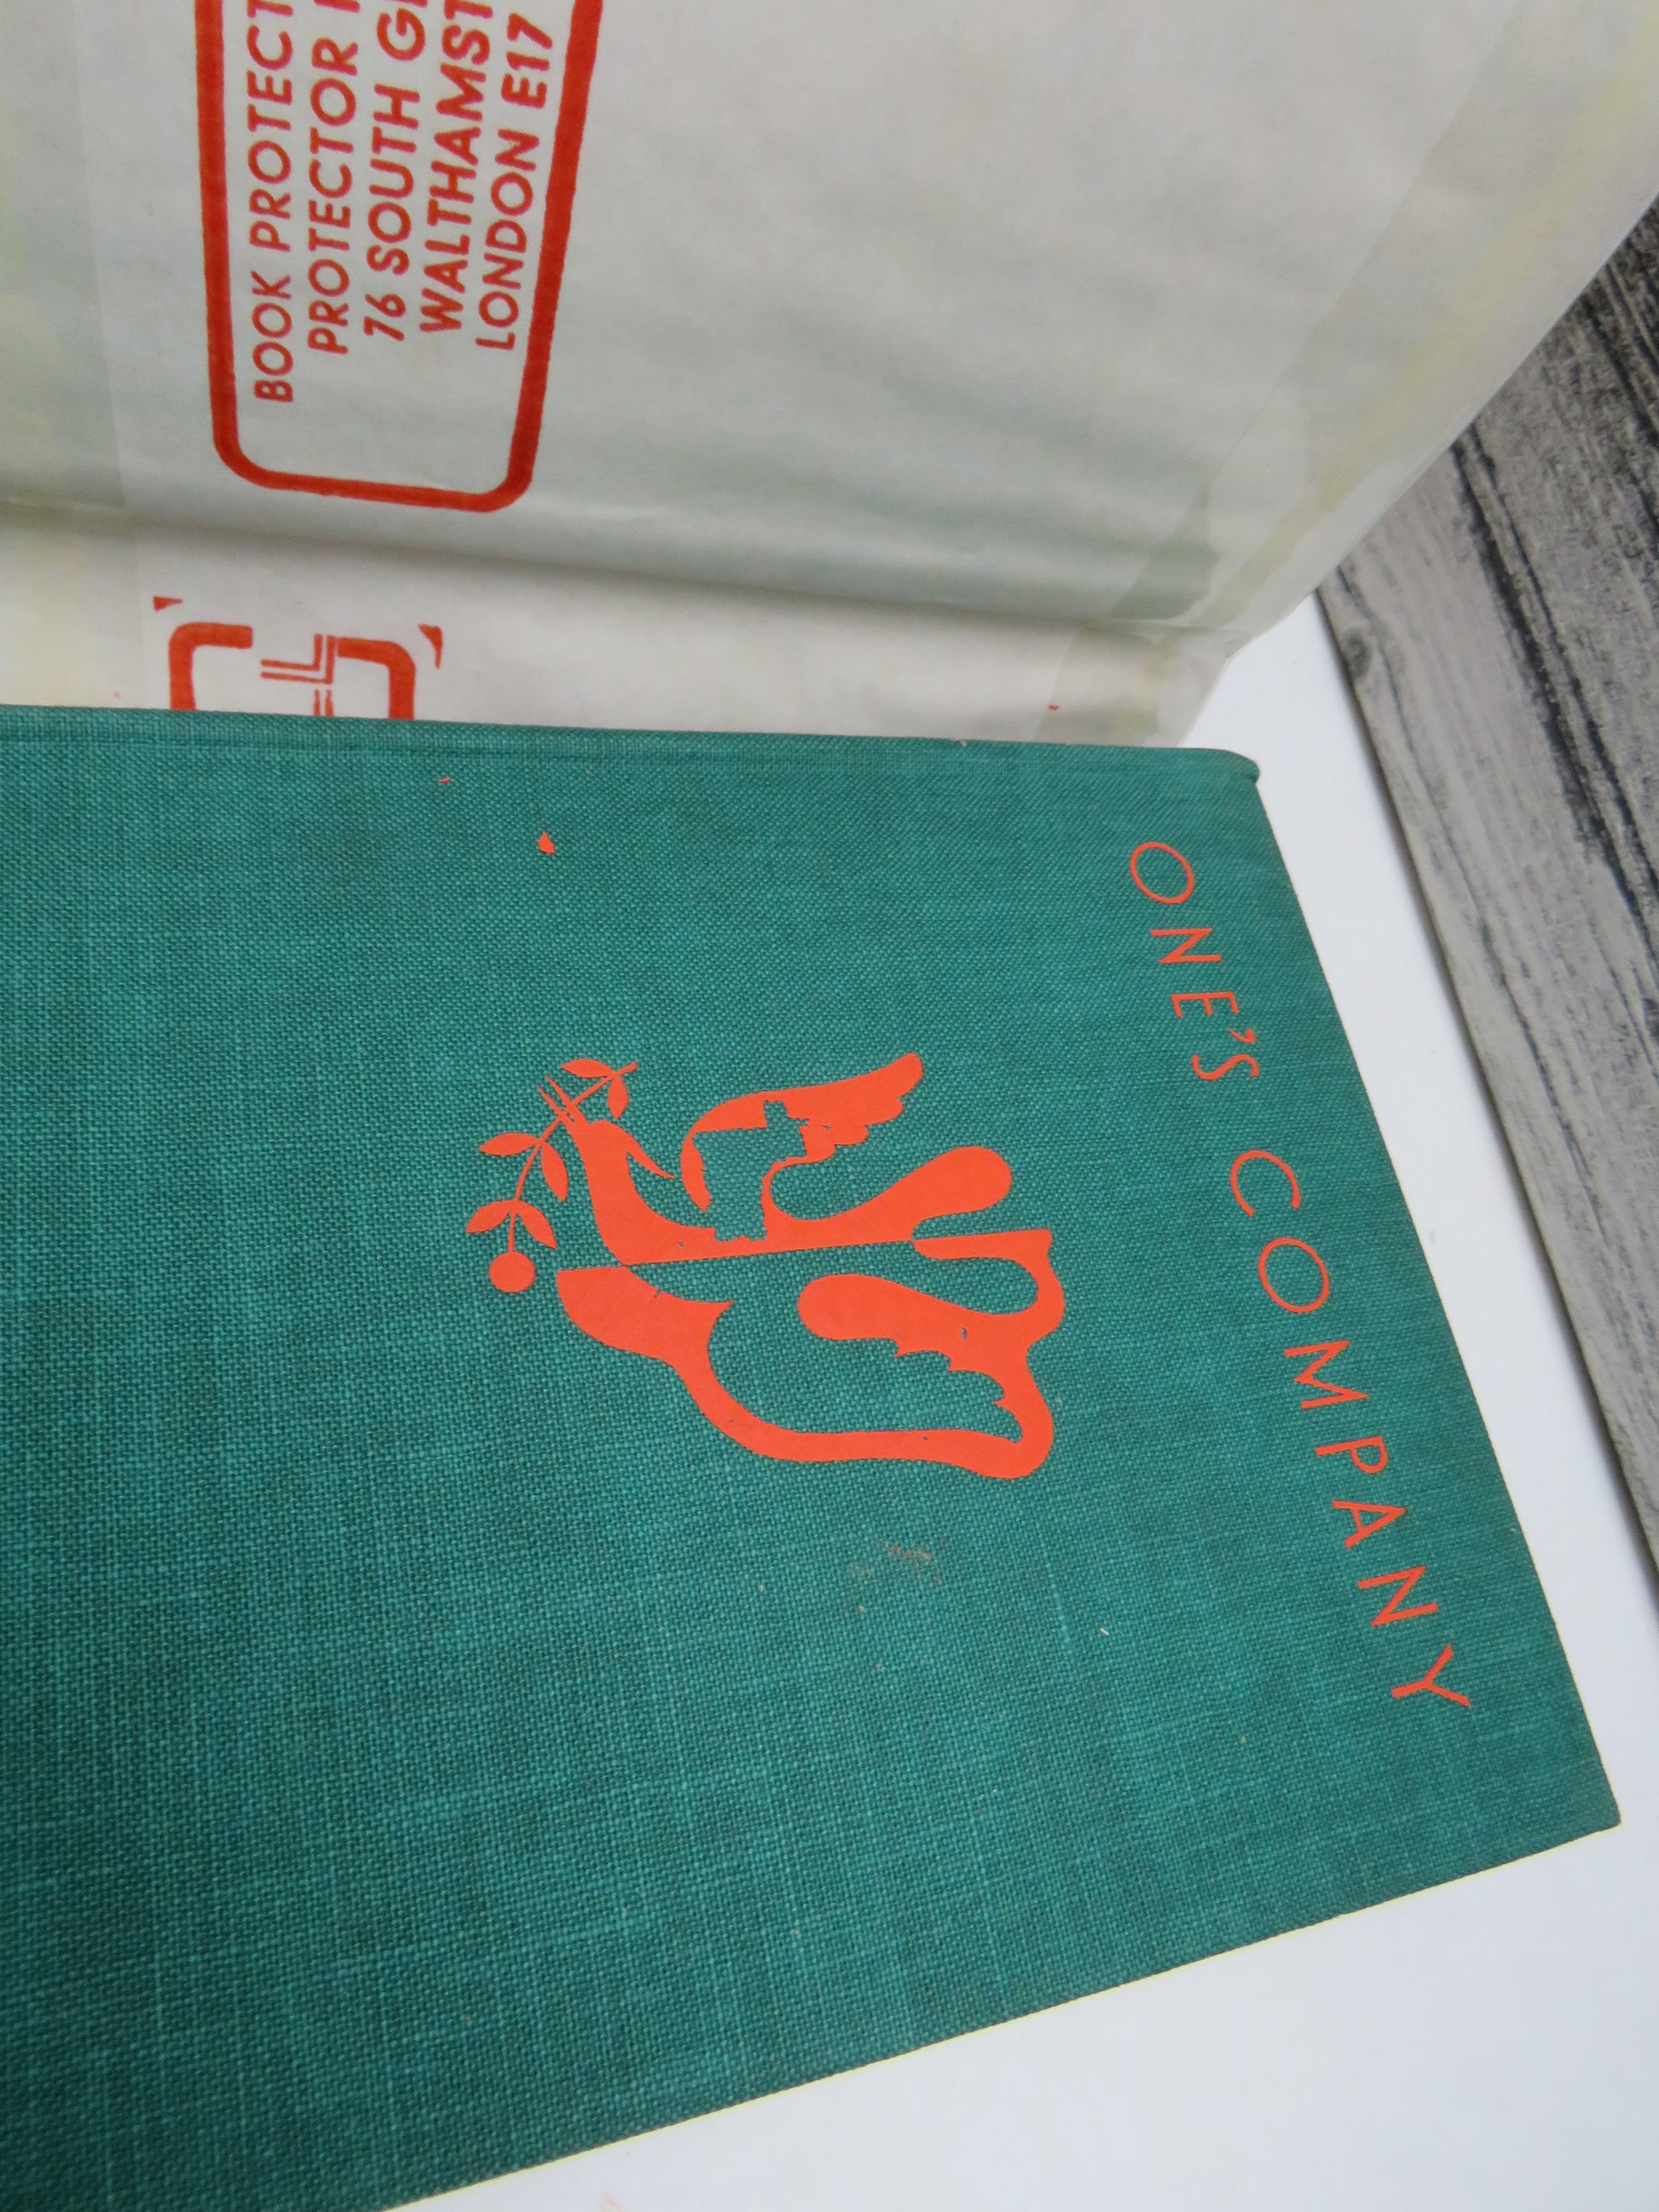 BOOK PROTECT
PROTECTOR
76 SOUTH
WALTHAMST
LONDON E17
ONE'S COMPANY